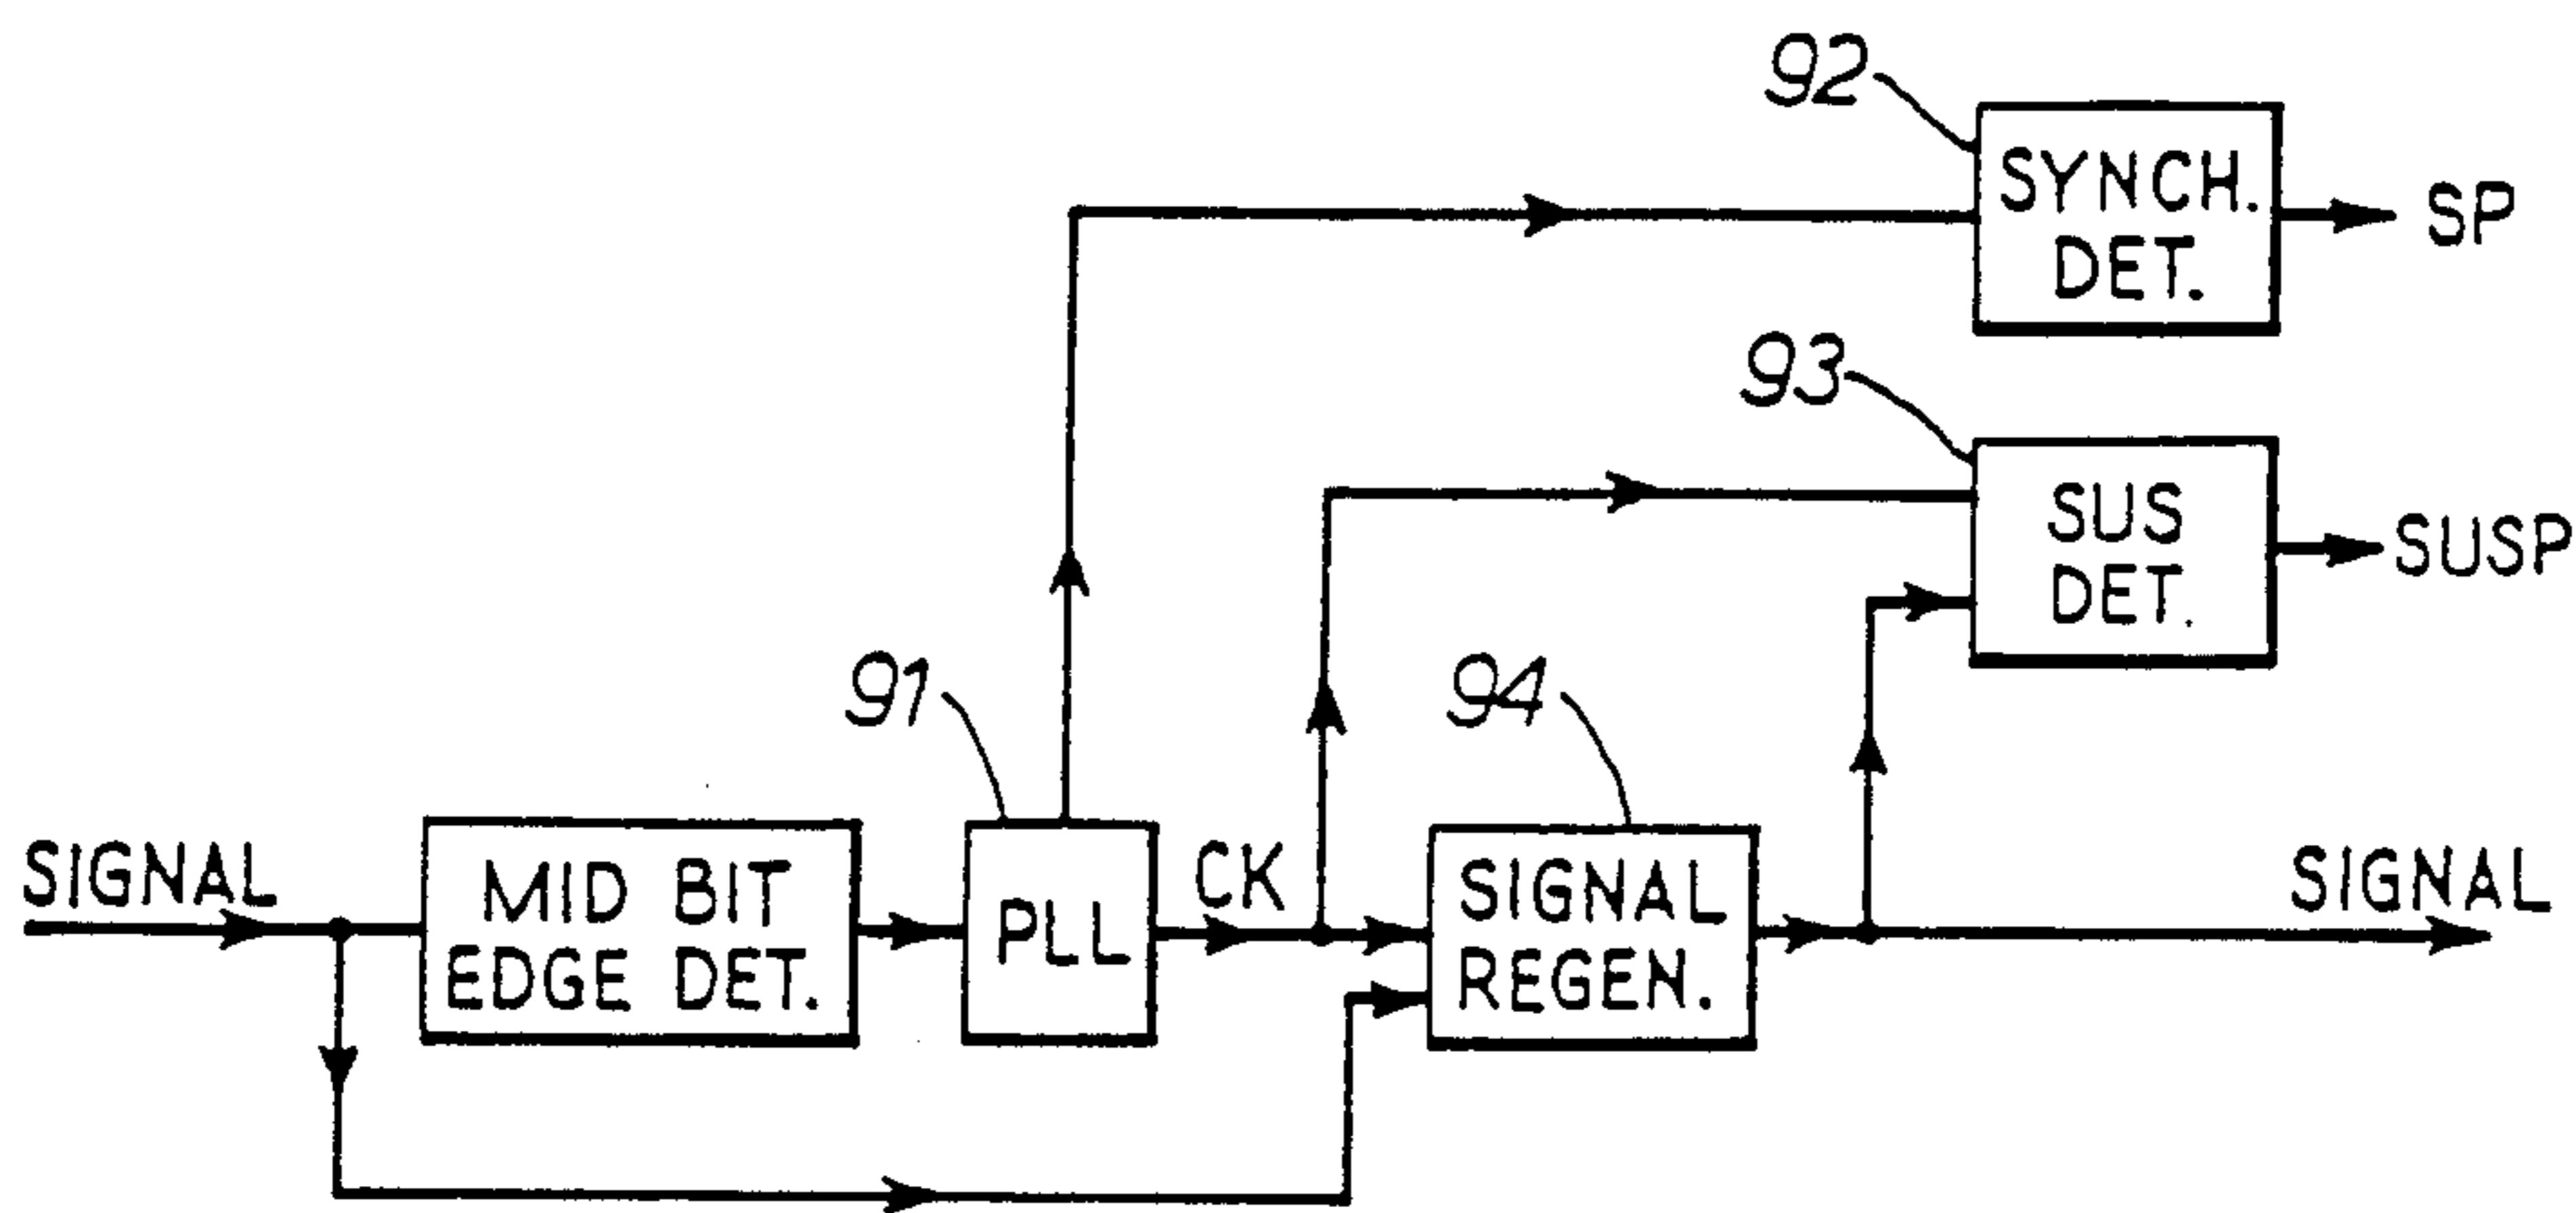 92
SYNCH.
DET.
SP
93
SUS
DET.
SUSP
91
94
SIGNAL
MID BIT
EDGE DET.
PLL
CK
SIGNAL
REGEN.
SIGNAL